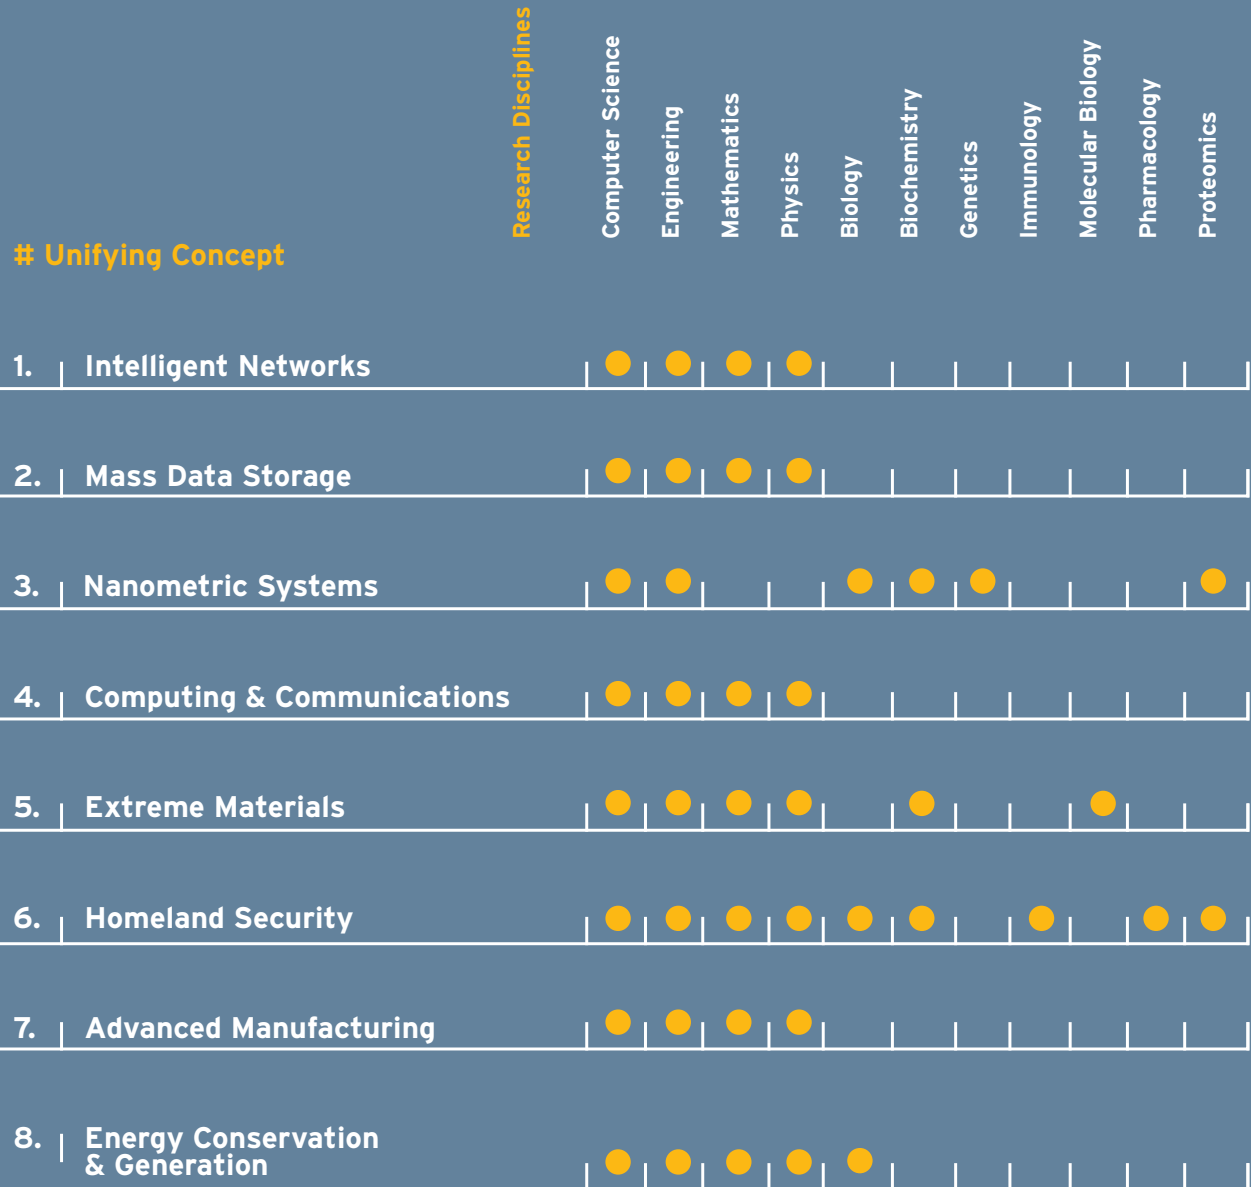 Research Disciplines
Computer Science
Engineering
Mathematics
Physics
Biology
Biochemistry
Genetics
Immunology
Molecular Biology
Pharmacology
Proteomics
# Unifying Concept
1. Intelligent Networks
2. Mass Data Storage
3. Nanometric Systems
4. Computing & Communications
5. Extreme Materials
6. Homeland Security
7. Advanced Manufacturing
8. Energy Conservation
& Generation